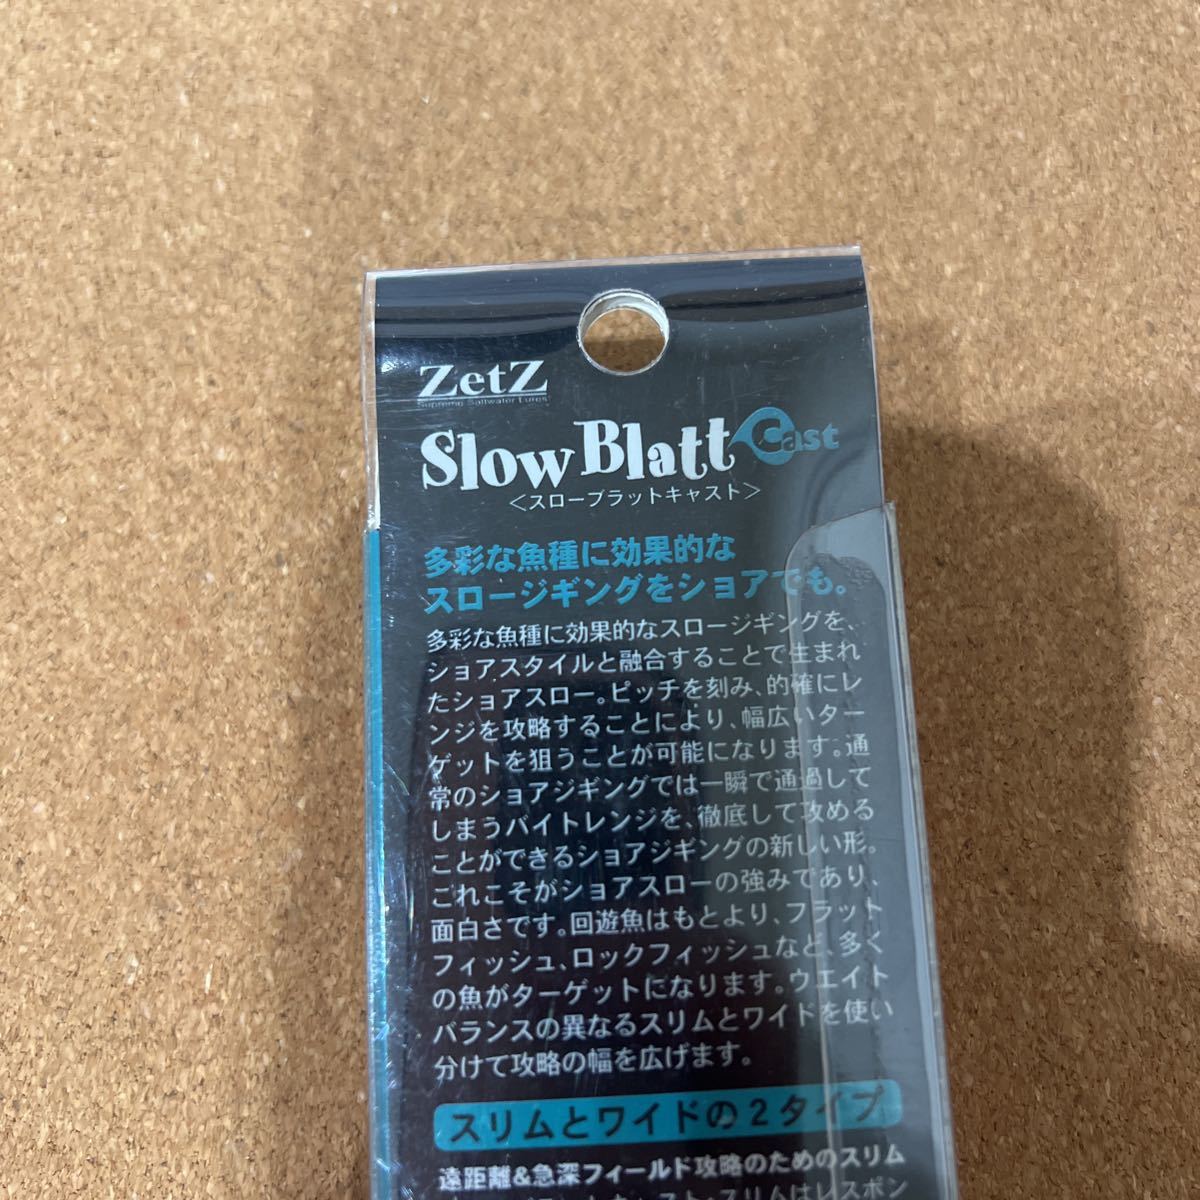 ZetZ
Supreme Saltwater Lures
Slow Blatt Cast
＜スローブラットキャスト＞
多彩な魚種に効果的な
スロージギングをショアでも。
多彩な魚種に効果的なスロージギングを、
ショアスタイルと融合することで生まれ
たショアスロー。ピッチを刻み、的確にレ
ンジを攻略することにより、幅広いター
ゲットを狙うことが可能になります。通
常のショアジギングでは一瞬で通過して
しまうバイトレンジを、徹底して攻める
ことができるショアジギングの新しい形。
これこそがショアスローの強みであり、
面白さです。回遊魚はもとより、フラット
フィッシュ、ロックフィッシュなど、多く
の魚がターゲットになります。ウエイト
バランスの異なるスリムとワイドを使い
分けて攻略の幅を広げます。
スリムとワイドの2タイプ
遠距離&急深フィールド攻略のためのスリム
スリムはレスポン